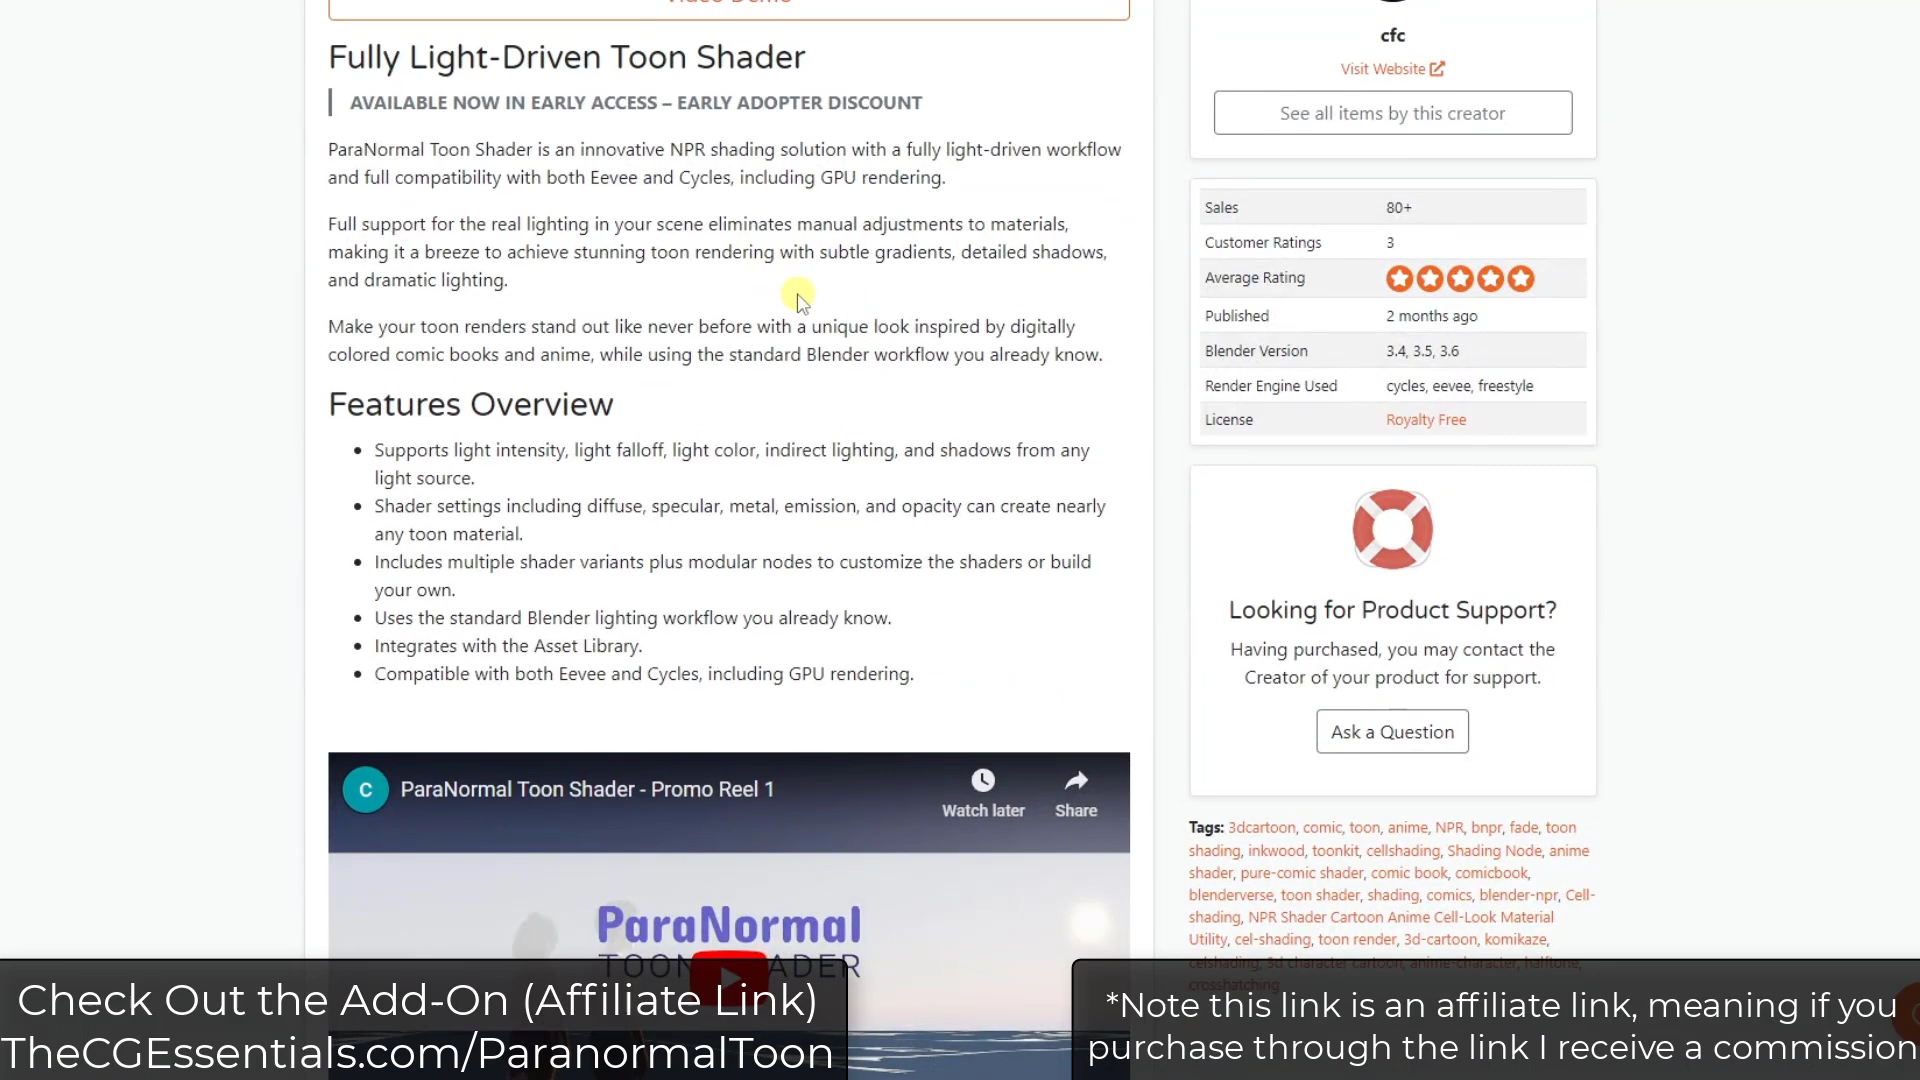 Video Demo
Fully Light-Driven Toon Shader
AVAILABLE NOW IN EARLY ACCESS – EARLY ADOPTER DISCOUNT
ParaNormal Toon Shader is an innovative NPR shading solution with a fully light-driven workflow
and full compatibility with both Eevee and Cycles, including GPU rendering.
Full support for the real lighting in your scene eliminates manual adjustments to materials,
making it a breeze to achieve stunning toon rendering with subtle gradients, detailed shadows,
and dramatic lighting.
Make your toon renders stand out like never before with a unique look inspired by digitally
colored comic books and anime, while using the standard Blender workflow you already know.
Features Overview
• Supports light intensity, light falloff, light color, indirect lighting, and shadows from any
light source.
• Shader settings including diffuse, specular, metal, emission, and opacity can create nearly
any toon material.
• Includes multiple shader variants plus modular nodes to customize the shaders or build
your own.
• Uses the standard Blender lighting workflow you already know.
• Integrates with the Asset Library.
• Compatible with both Eevee and Cycles, including GPU rendering.
C
ParaNormal Toon Shader - Promo Reel 1
Watch later
Share
ParaNormal
TOON SHADER
cfc
Visit Website
See all items by this creator
Sales 80+
Customer Ratings 3
Average Rating
Published 2 months ago
Blender Version 3.4, 3.5, 3.6
Render Engine Used cycles, eevee, freestyle
License Royalty Free
Looking for Product Support?
Having purchased, you may contact the
Creator of your product for support.
Ask a Question
Tags: 3dcartoon, comic, toon, anime, NPR, bnpr, fade, toon
shading, inkwood, toonkit, cellshading, Shading Node, anime
shader, pure-comic shader, comic book, comicbook,
blenderverse, toon shader, shading, comics, blender-npr, Cell-
shading, NPR Shader Cartoon Anime Cell-Look Material
Utility, cel-shading, toon render, 3d-cartoon, komikaze,
celshading, 3d character cartoon, anime-character, halftone,
crosshatching
Check Out the Add-On (Affiliate Link)
TheCGEssentials.com/ParanormalToon
*Note this link is an affiliate link, meaning if you
purchase through the link I receive a commission